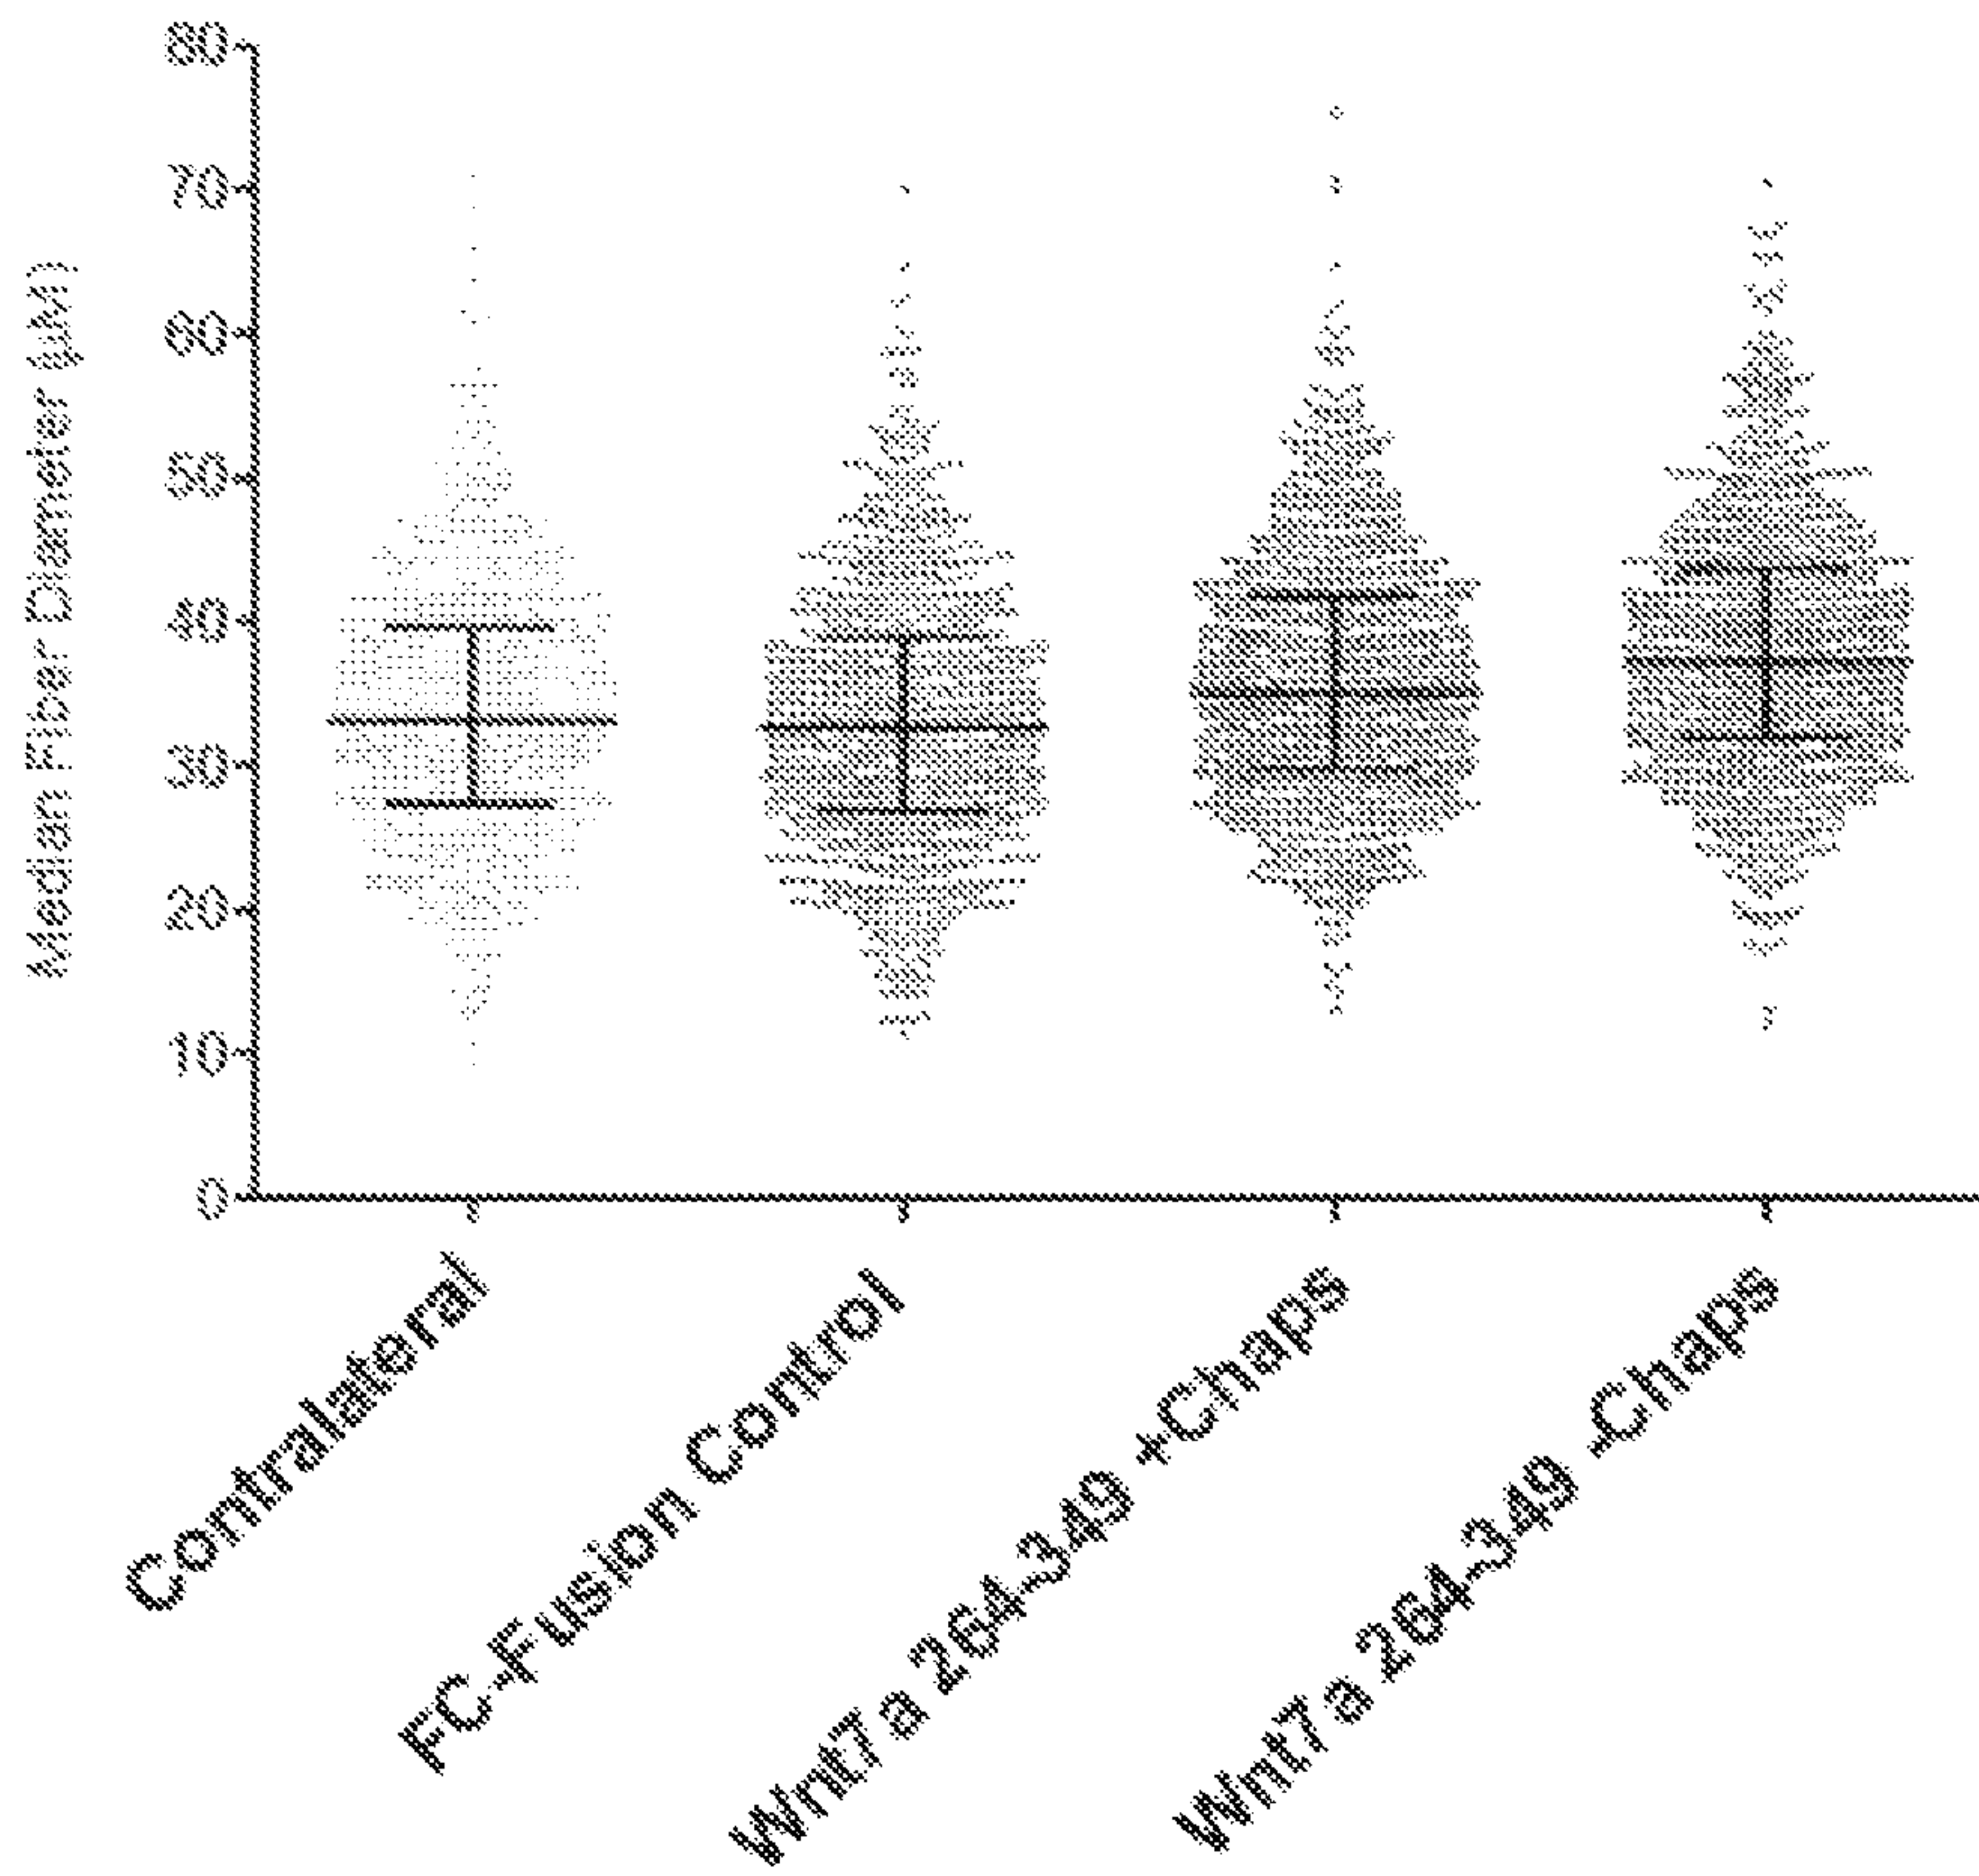 Median Fiber Diameter (µM)
80
70
60
50
40
30
20
10
0
Contralateral
FC-Fusion Control
Wnt7a 264-349 +Chaps
Wnt7a 264-349 -Chaps